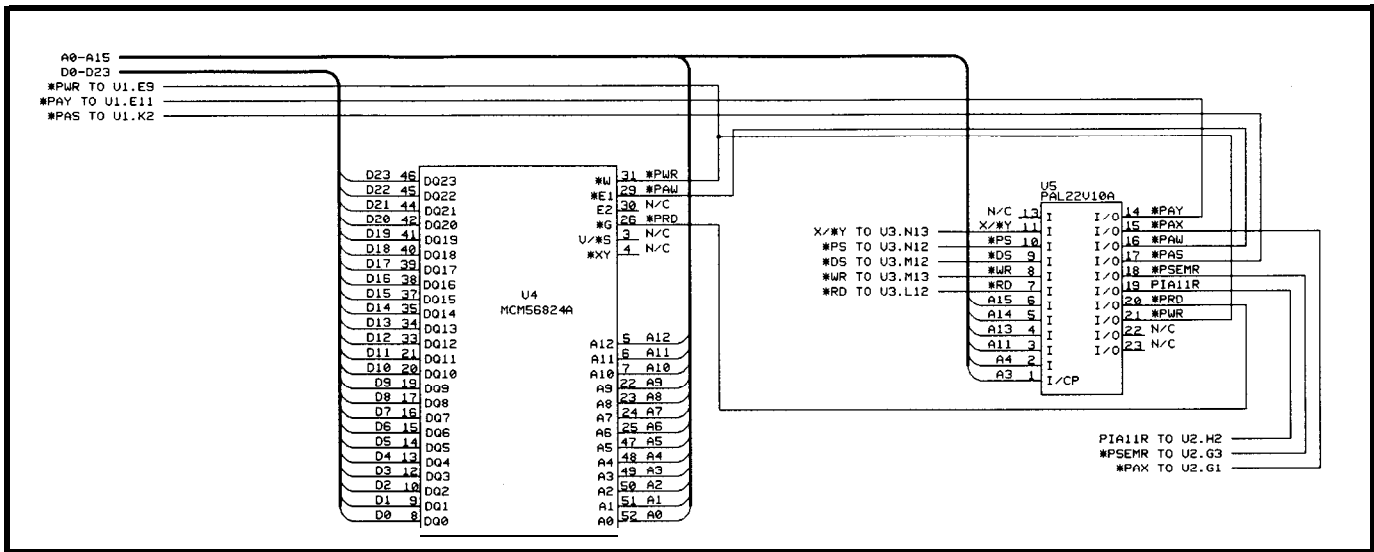 A0-A15
D0-D23
*PWR TO U1.E9
*PAY TO U1.E11
*PAS TO U1.K2
D23 46 DQ23
D22 45 DQ22
D21 44 DQ21
D20 42 DQ20
D19 41 DQ19
D18 40 DQ18
D17 39 DQ17
D16 38 DQ16
D15 37 DQ15
D14 35 DQ14
D13 34 DQ13
D12 33 DQ12
D11 21 DQ11
D10 20 DQ10
D9 19 DQ9
D8 17 DQ8
D7 16 DQ7
D6 15 DQ6
D5 14 DQ5
D4 13 DQ4
D3 12 DQ3
D2 10 DQ2
D1 9 DQ1
D0 8 DQ0
U4
MCM56824A
*W 31 *PWR
*E1 29 *PAW
E2 30 N/C
*G 26 *PRD
V/*S 3 N/C
*XY 4 N/C
A12 5 A12
A11 6 A11
A10 7 A10
A9 22 A9
A8 23 A8
A7 24 A7
A6 25 A6
A5 47 A5
A4 48 A4
A3 49 A3
A2 50 A2
A1 51 A1
A0 52 A0
U5
PAL22V10A
N/C 13 I
X/*Y TO U3.N13 X/*Y 11 I
*PS TO U3.N12 *PS 10 I
*DS TO U3.M12 *DS 9 I
*WR TO U3.M13 *WR 8 I
*RD TO U3.L12 *RD 7 I
A15 6 I
A14 5 I
A13 4 I
A11 3 I
A4 2 I
A3 1 I/CP
I/O 14 *PAY
I/O 15 *PAX
I/O 16 *PAW
I/O 17 *PAS
I/O 18 *PSEMR
I/O 19 PIA11R
I/O 20 *PRD
I/O 21 *PWR
I/O 22 N/C
I/O 23 N/C
PIA11R TO U2.H2
*PSEMR TO U2.G3
*PAX TO U2.G1